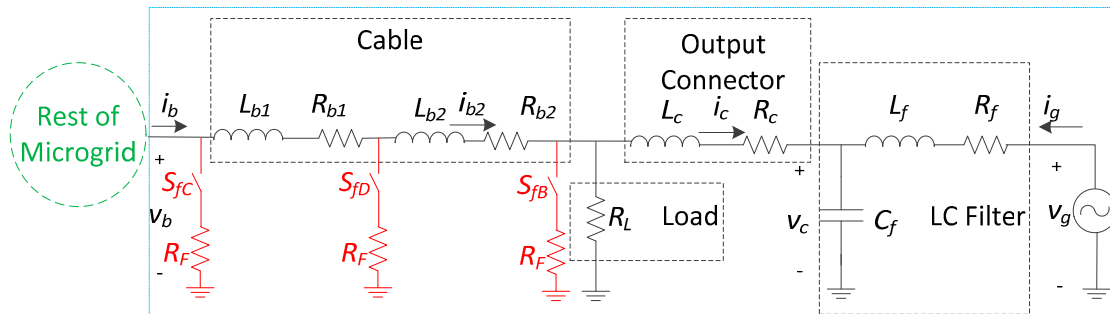 Cable
Output
Connector
Rest of
Microgrid
i_b
L_b1
R_b1
L_b2
i_b2
R_b2
L_c
i_c
R_c
L_f
R_f
i_g
+
v_b
-
S_fC
R_F
S_fD
R_F
S_fB
R_F
R_L
Load
+
v_c
-
C_f
LC Filter
+
v_g
-